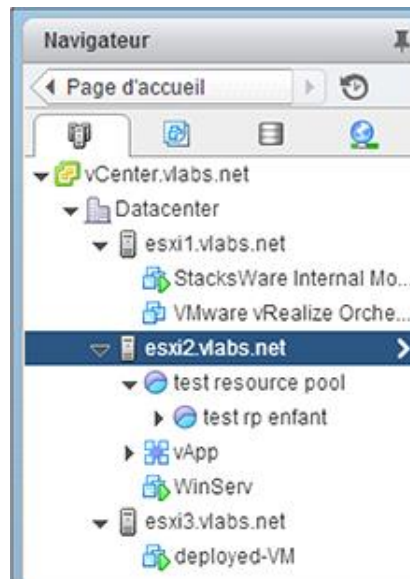 Navigateur
Page d'accueil
vCenter.vlabs.net
Datacenter
esxi1.vlabs.net
StacksWare Internal Mo...
VMware vRealize Orche...
esxi2.vlabs.net
test resource pool
test rp enfant
vApp
WinServ
esxi3.vlabs.net
deployed-VM